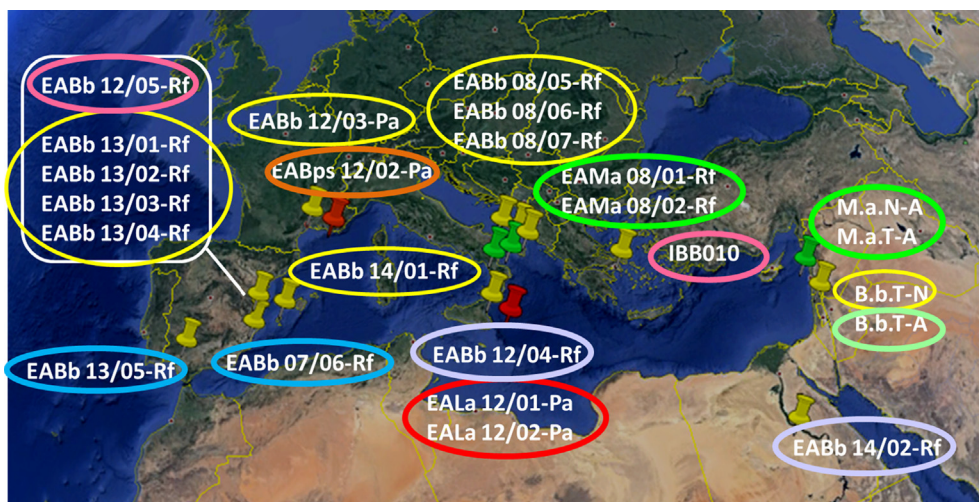 EABb 12/05-Rf
EABb 13/01-Rf
EABb 13/02-Rf
EABb 13/03-Rf
EABb 13/04-Rf
EABb 12/03-Pa
EABps 12/02-Pa
EABb 08/05-Rf
EABb 08/06-Rf
EABb 08/07-Rf
EAMa 08/01-Rf
EAMa 08/02-Rf
IBB010
M.a.N-A
M.a.T-A
B.b.T-N
B.b.T-A
EABb 14/01-Rf
EABb 13/05-Rf
EABb 07/06-Rf
EABb 12/04-Rf
EALa 12/01-Pa
EALa 12/02-Pa
EABb 14/02-Rf